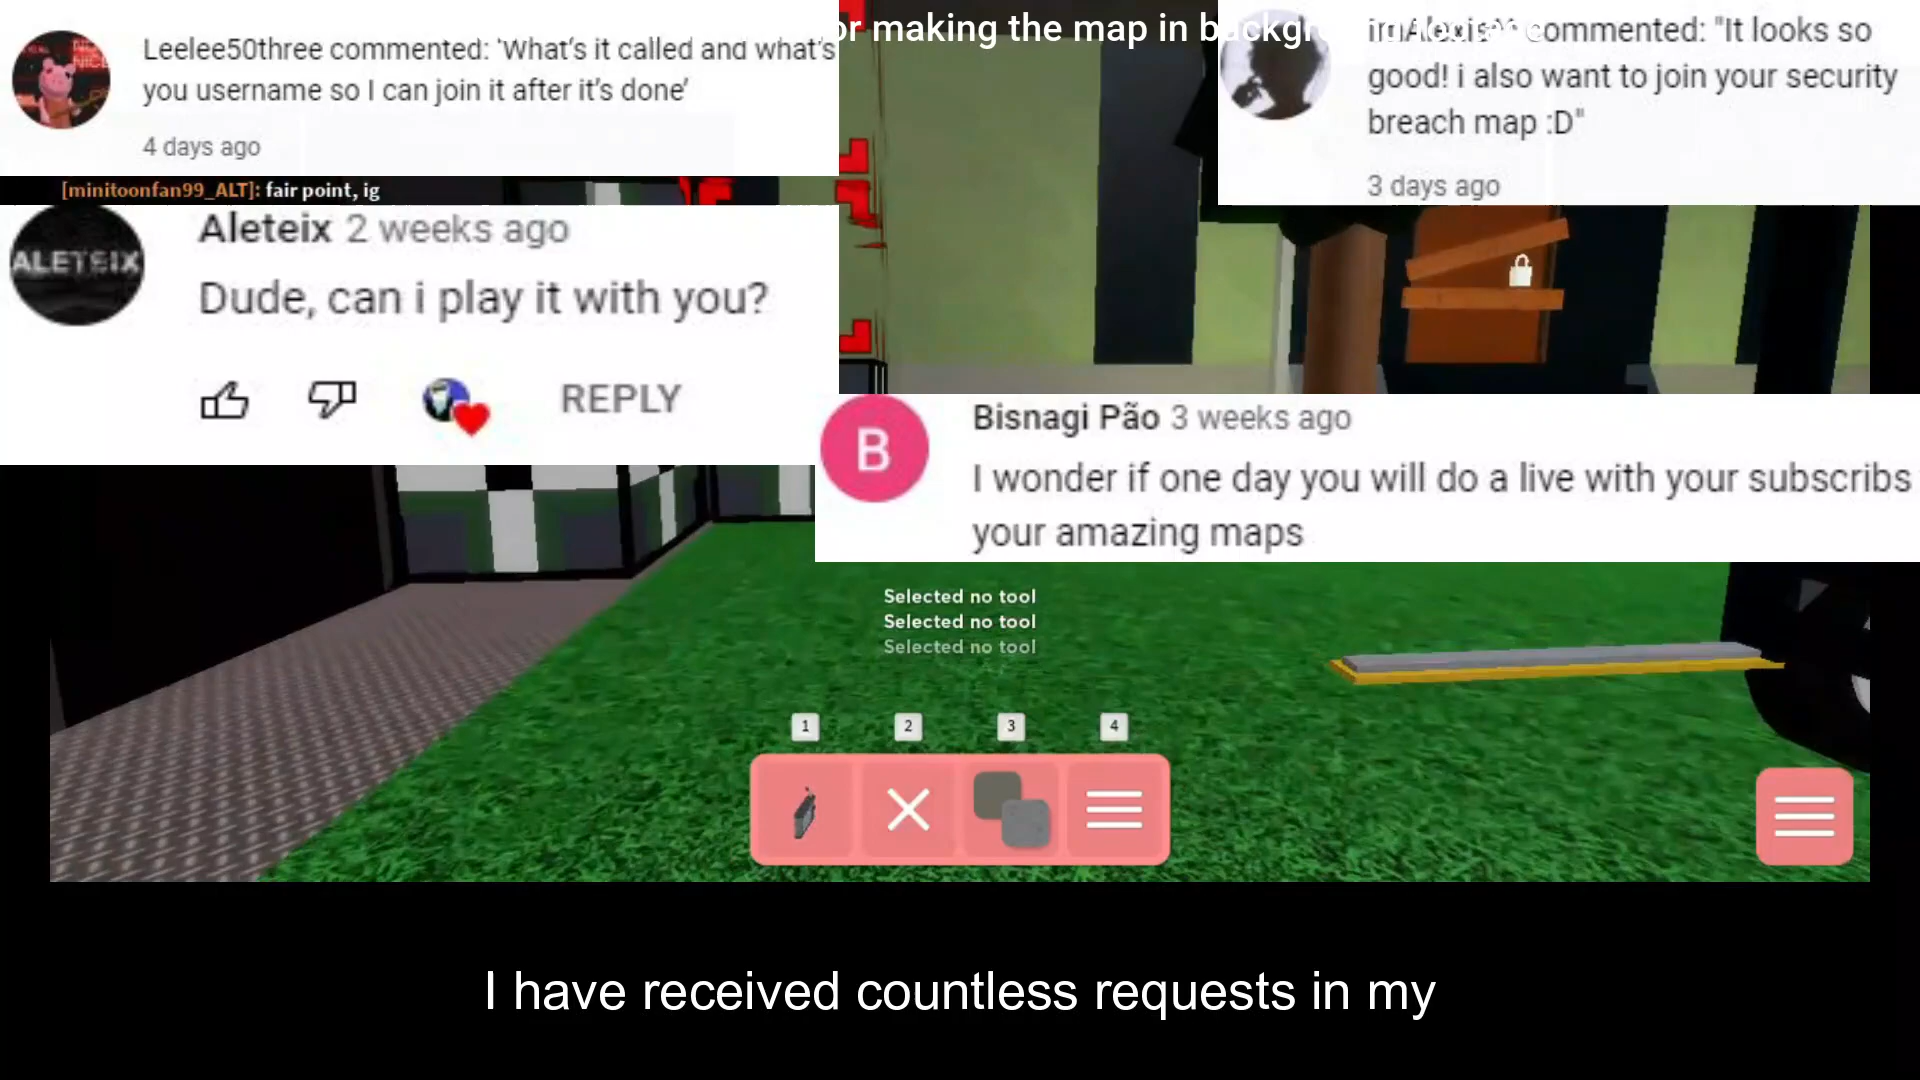 or making the map in backgr
Leelee50three commented: 'What's it called and what's
you username so I can join it after it's done'
4 days ago
commented: "It looks so
good! i also want to join your security
breach map :D"
3 days ago
[minitoonfan99_ALT]: fair point, ig
ALETEIX
Aleteix 2 weeks ago
Dude, can i play it with you?
REPLY
B
Bisnagi Pão 3 weeks ago
I wonder if one day you will do a live with your subscribs
your amazing maps
Selected no tool
Selected no tool
Selected no tool
1 2 3 4
I have received countless requests in my